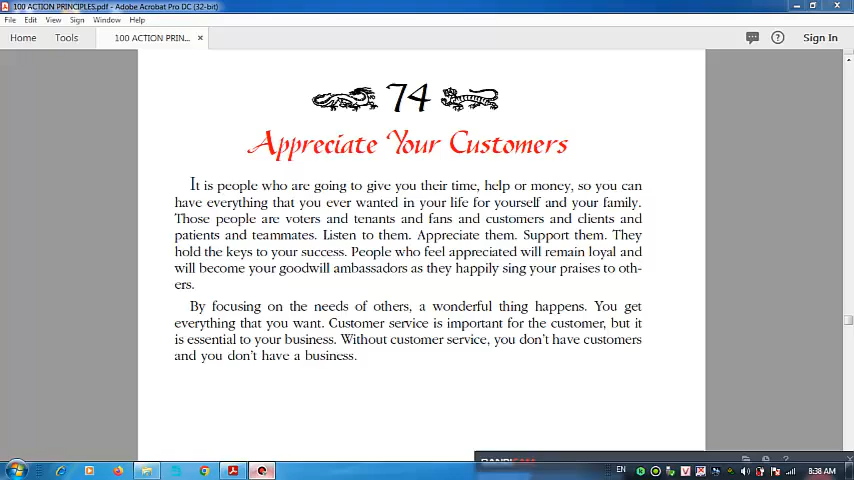 100 ACTION PRINCIPLES.pdf - Adobe Acrobat Pro DC (32-bit)
File Edit View Sign Window Help
Home Tools 100 ACTION PRIN... × Sign In
74
Appreciate Your Customers
It is people who are going to give you their time, help or money, so you can
have everything that you ever wanted in your life for yourself and your family.
Those people are voters and tenants and fans and customers and clients and
patients and teammates. Listen to them. Appreciate them. Support them. They
hold the keys to your success. People who feel appreciated will remain loyal and
will become your goodwill ambassadors as they happily sing your praises to oth-
ers.
By focusing on the needs of others, a wonderful thing happens. You get
everything that you want. Customer service is important for the customer, but it
is essential to your business. Without customer service, you don't have customers
and you don't have a business.
EN 8:38 AM